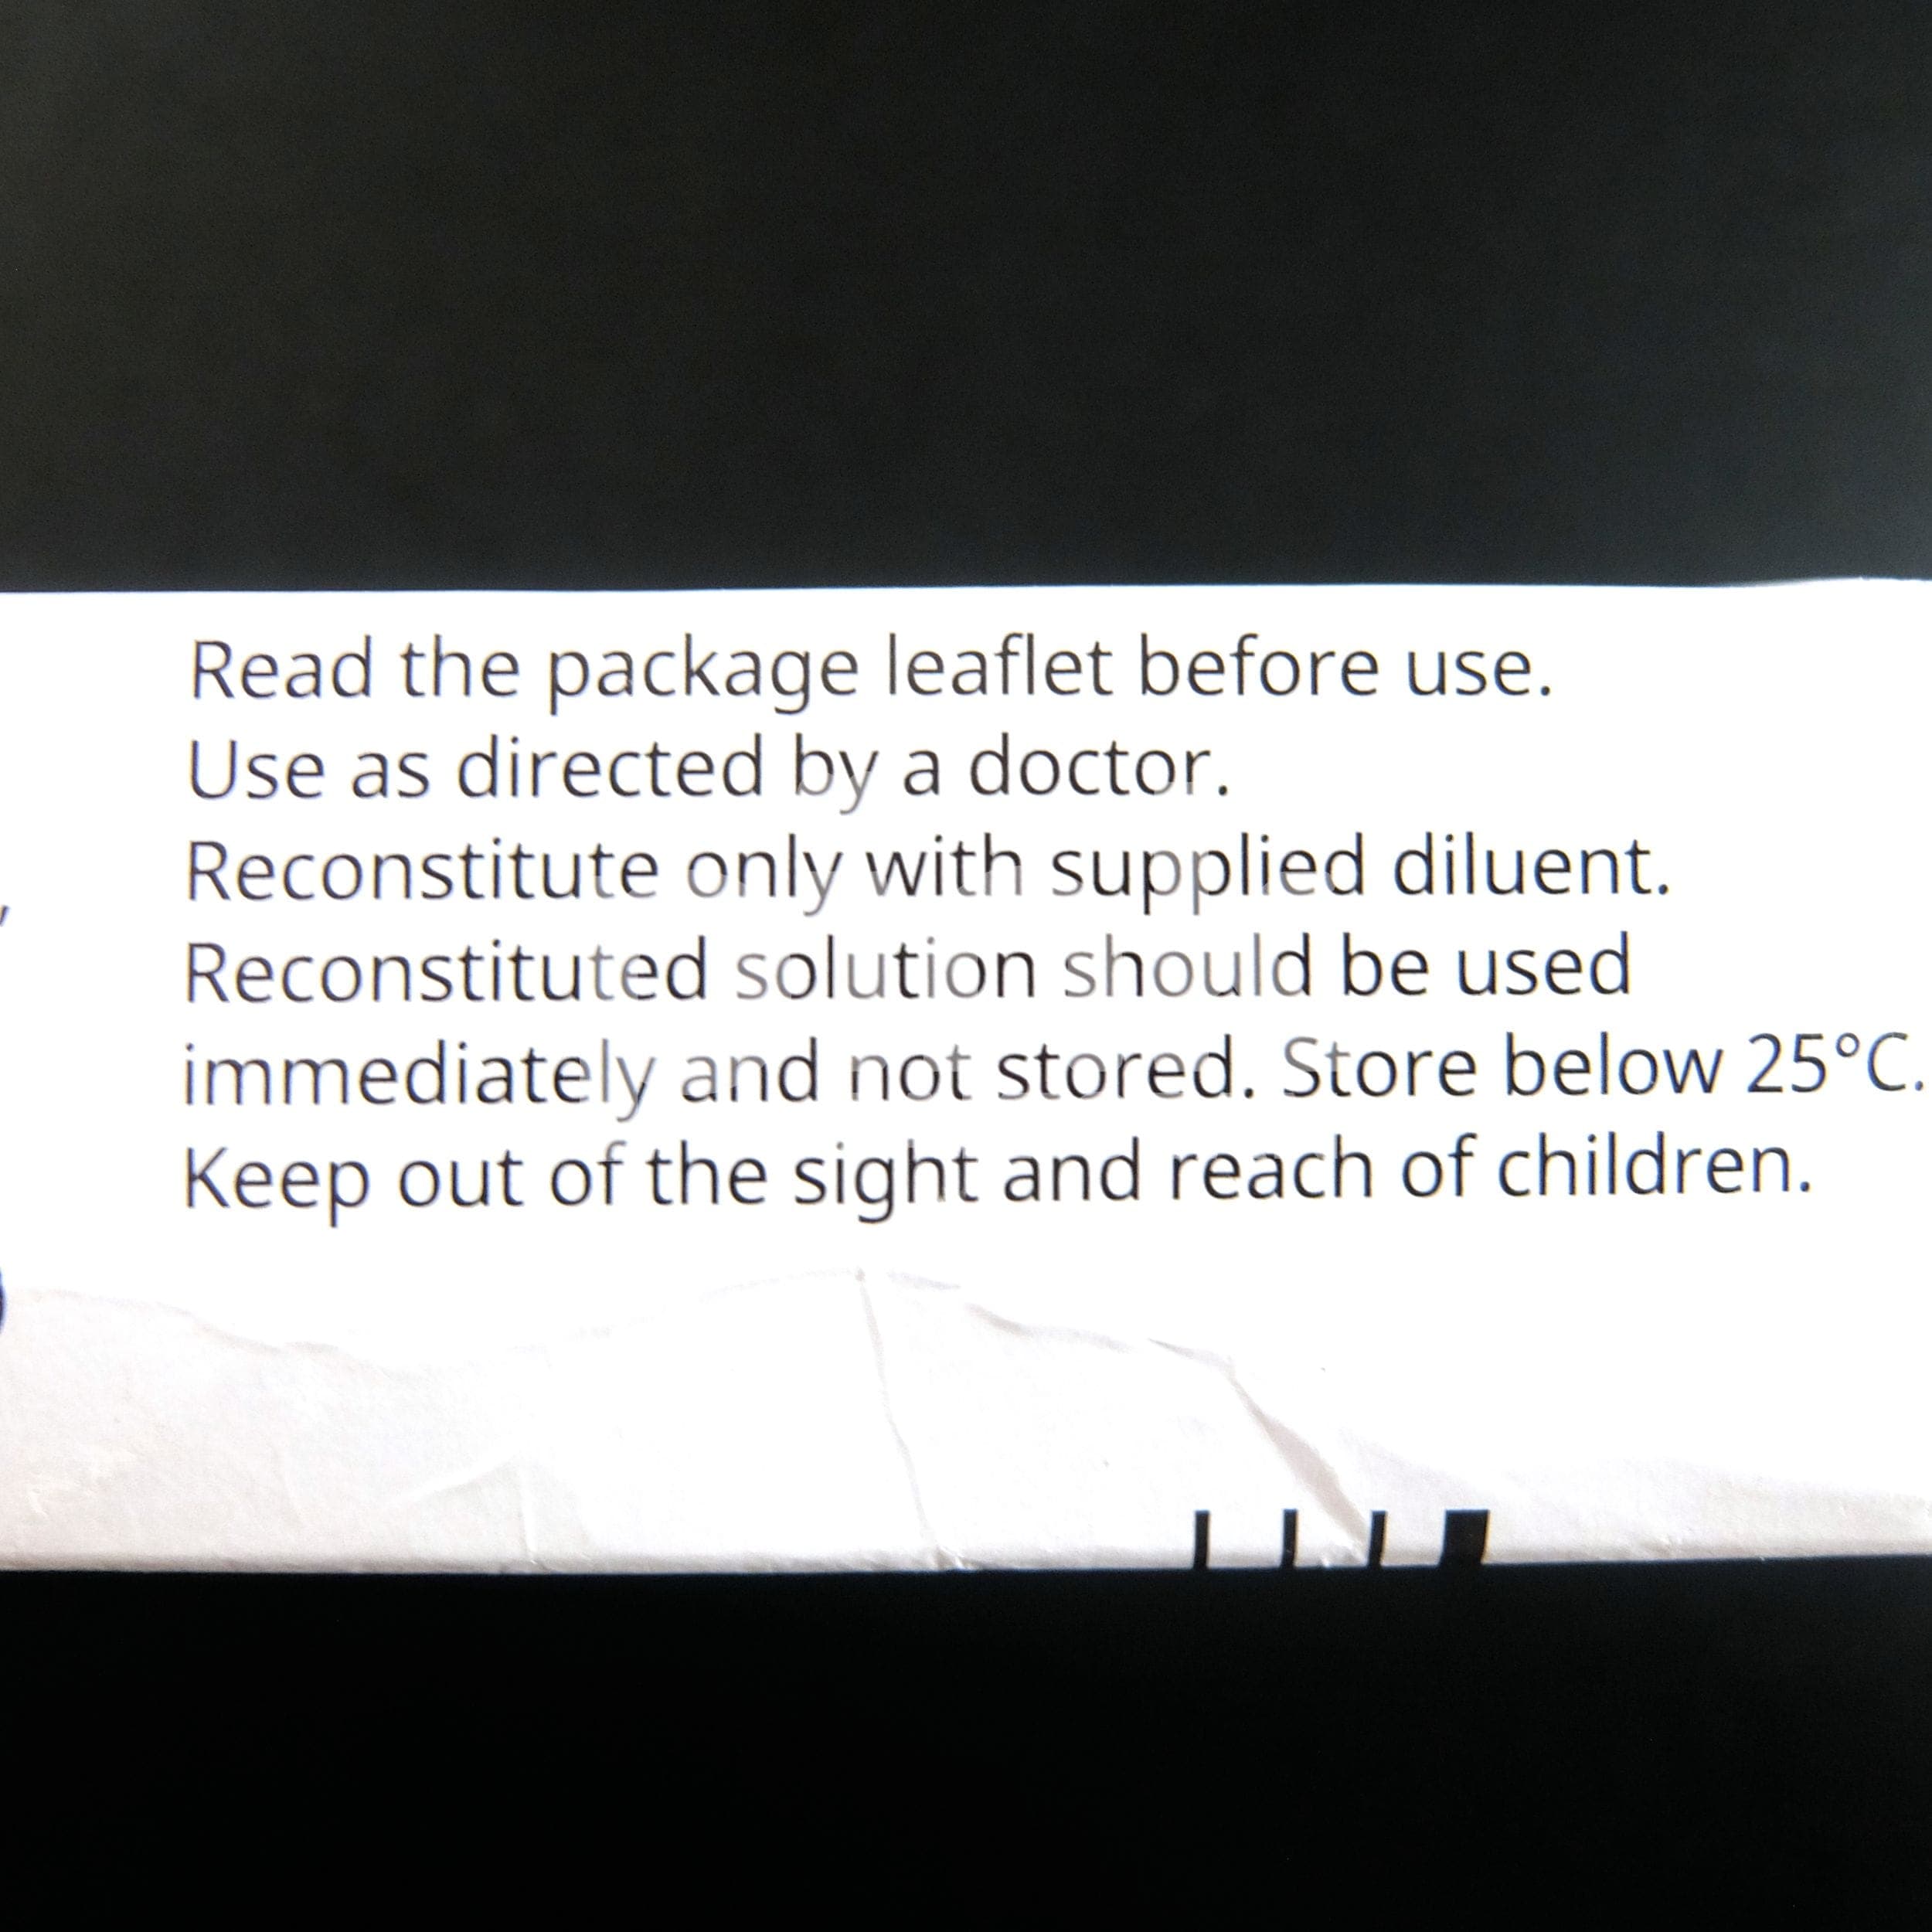 Read the package leaflet before use.
Use as directed by a doctor.
Reconstitute only with supplied diluent.
Reconstituted solution should be used
immediately and not stored. Store below 25°C.
Keep out of the sight and reach of children.